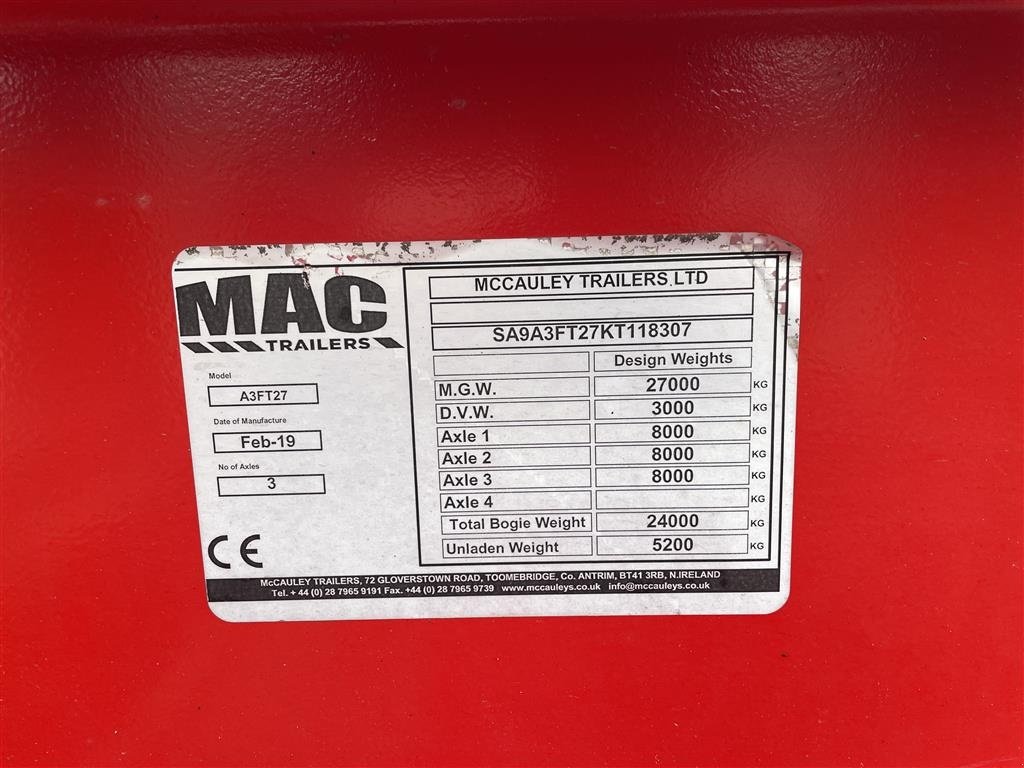 MAC
TRAILERS
Model
A3FT27
Date of Manufacture
Feb-19
No of Axles
3
CE
MCCAULEY TRAILERS.LTD
SA9A3FT27KT118307
Design Weights
M.G.W. 27000 KG
D.V.W. 3000 KG
Axle 1 8000 KG
Axle 2 8000 KG
Axle 3 8000 KG
Axle 4 KG
Total Bogie Weight 24000 KG
Unladen Weight 5200 KG
McCAULEY TRAILERS, 72 GLOVERSTOWN ROAD, TOOMEBRIDGE, Co. ANTRIM, BT41 3RB, N.IRELAND
Tel. + 44 (0) 28 7965 9191 Fax. +44 (0) 28 7965 9739 www.mccauleys.co.uk info@mccauleys.co.uk